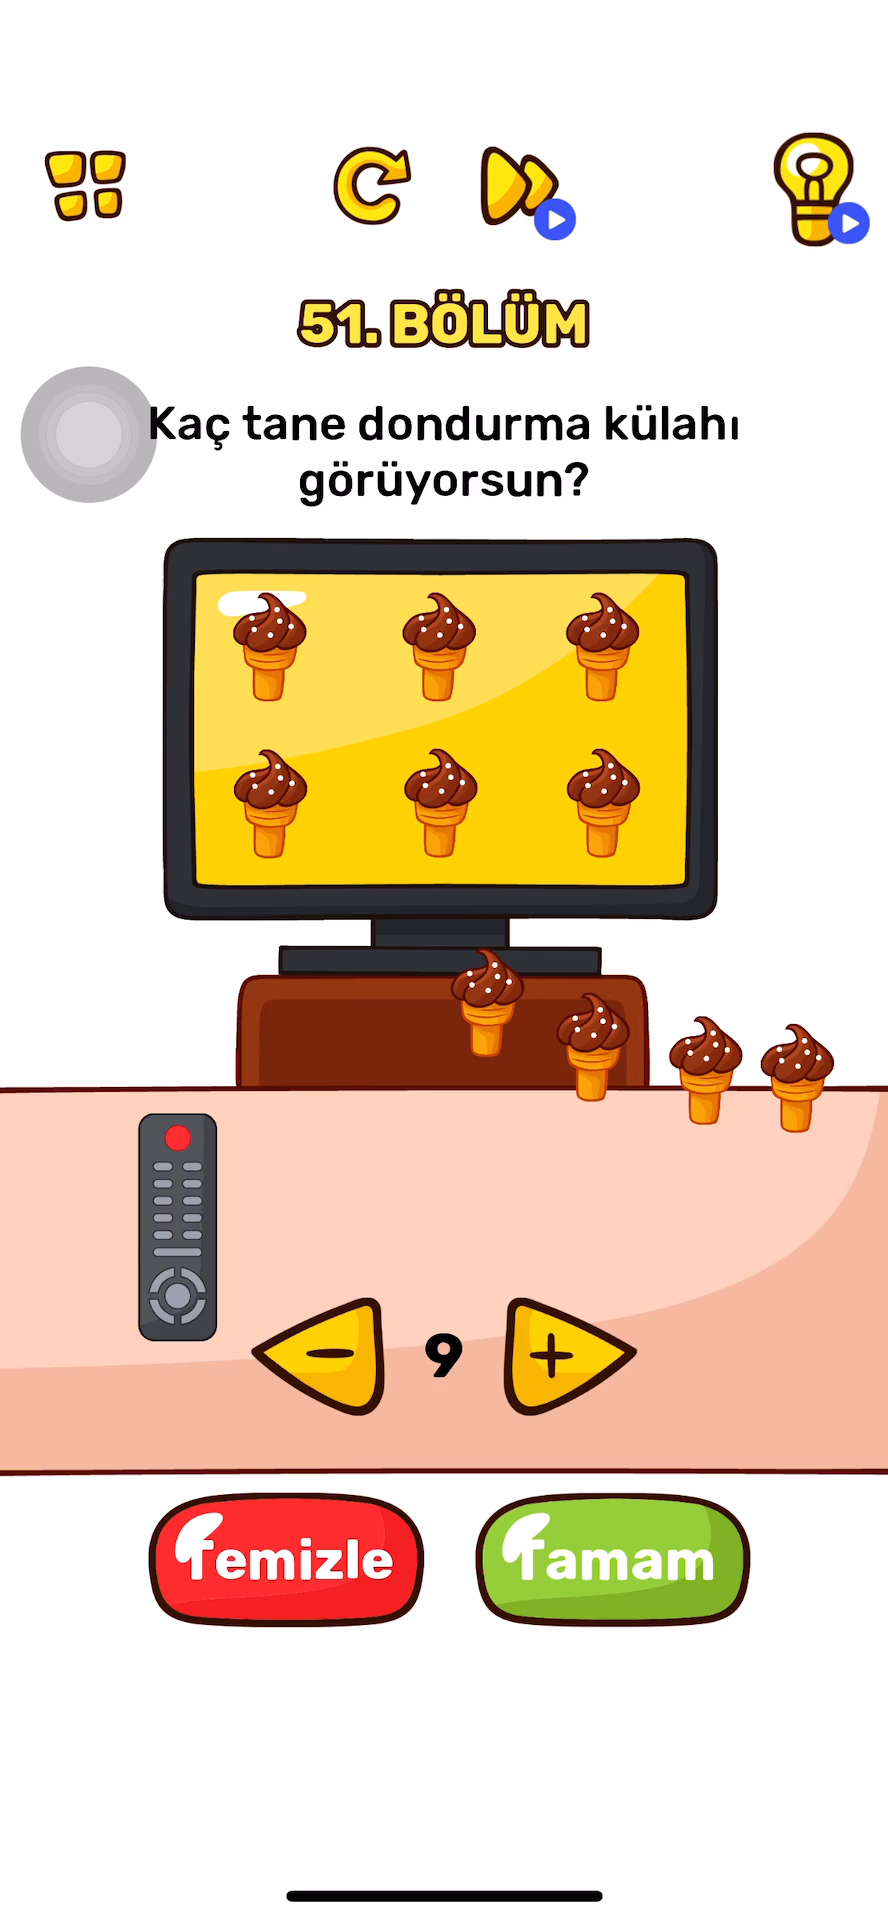 51. BÖLÜM
Kaç tane dondurma külahı
görüyorsun?
9
Temizle
Tamam